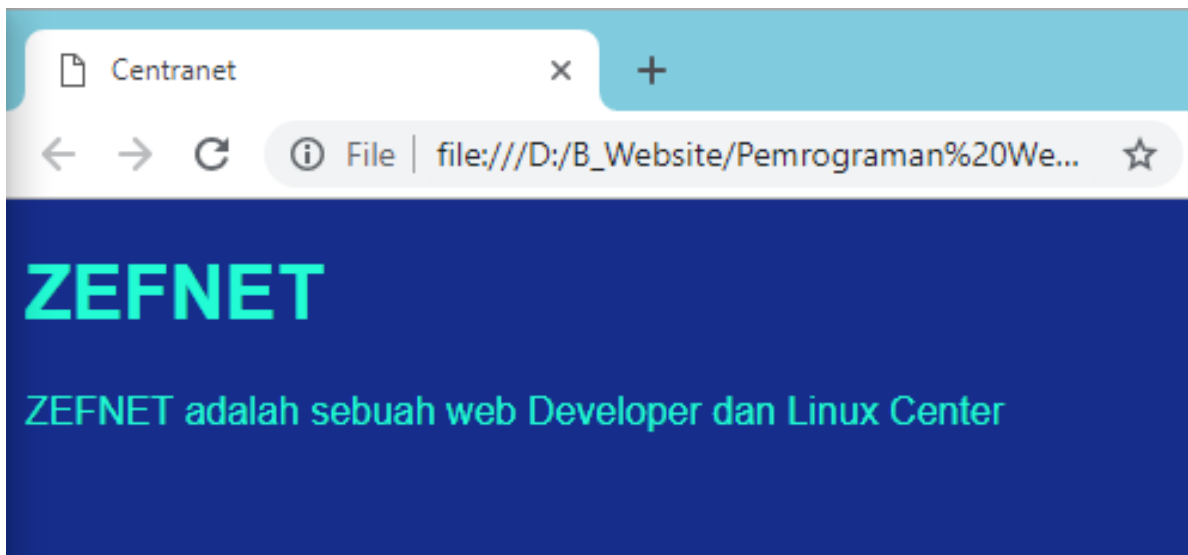 Centranet
File file:///D:/B_Website/Pemrograman%20We...
ZEFNET
ZEFNET adalah sebuah web Developer dan Linux Center